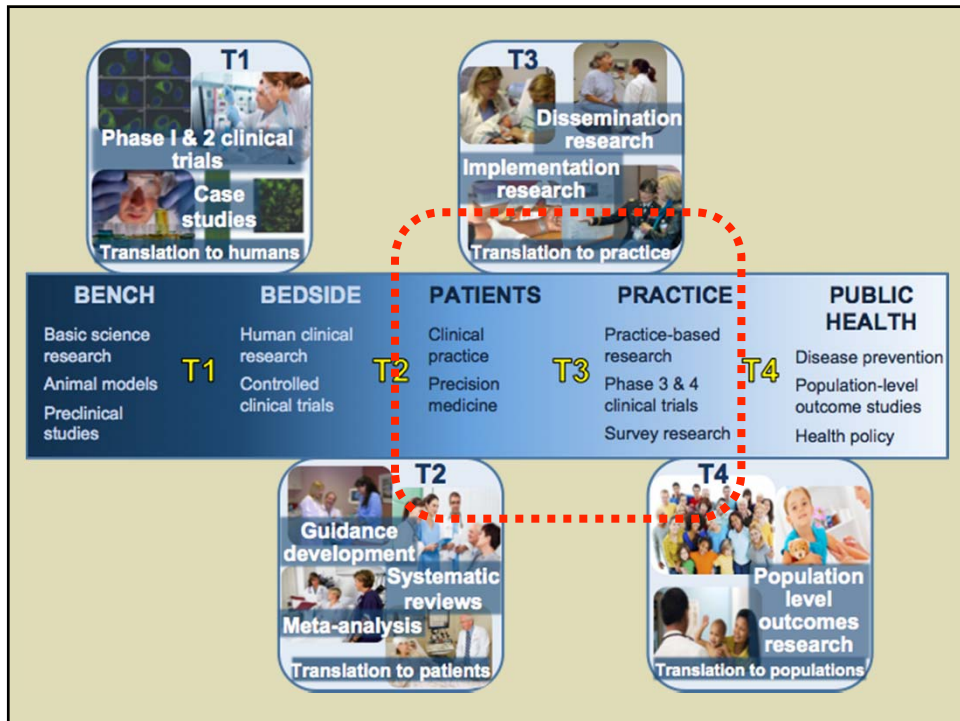 T1
Phase I & 2 clinical
trials
Case
studies
Translation to humans
T3
Dissemination
research
Implementation
research
Translation to practice
BENCH
Basic science
research
Animal models
Preclinical
studies
T1
BEDSIDE
Human clinical
research
Controlled
clinical trials
T2
PATIENTS
Clinical
practice
Precision
medicine
T3
PRACTICE
Practice-based
research
Phase 3 & 4
clinical trials
Survey research
T4
PUBLIC
HEALTH
Disease prevention
Population-level
outcome studies
Health policy
T2
Guidance
development
Systematic
reviews
Meta-analysis
Translation to patients
T4
Population
level
outcomes
research
Translation to populations